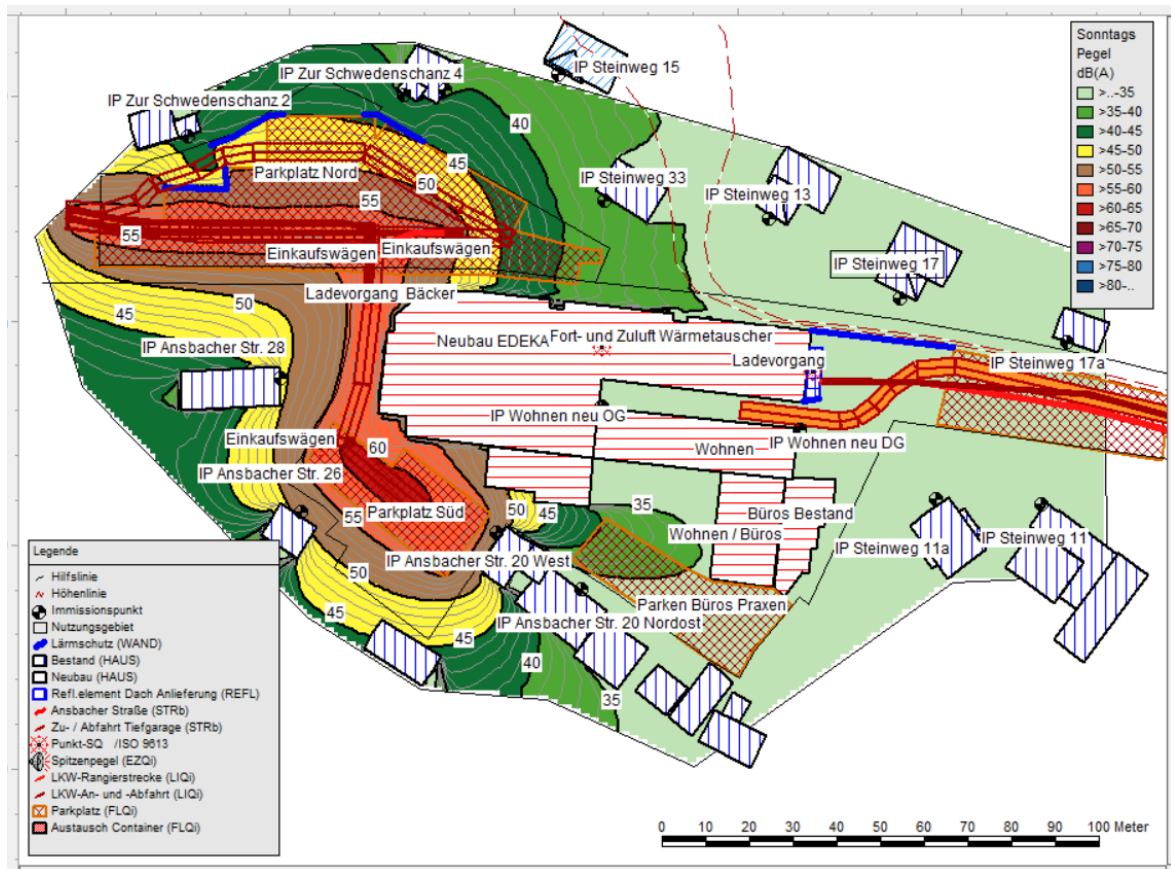 Sonntags
Pegel
dB(A)
>..-35
>35-40
>40-45
>45-50
>50-55
>55-60
>60-65
>65-70
>70-75
>75-80
>80-..
IP Steinweg 15
IP Zur Schwedenschanz 4
IP Zur Schwedenschanz 2
40
35
45
Parkplatz Nord
50
IP Steinweg 33
IP Steinweg 13
55
55
Einkaufswägen
Einkaufswägen
IP Steinweg 17
Ladevorgang Bäcker
50
45
Neubau EDEKA
Fort- und Zuluft Wärmetauscher
IP Ansbacher Str. 28
Ladevorgang
IP Steinweg 17a
IP Wohnen neu OG
Einkaufswägen
60
IP Wohnen neu DG
Wohnen
IP Ansbacher Str. 26
Parkplatz Süd
55
50
45
35
Büros Bestand
Wohnen / Büros
IP Steinweg 11a
IP Steinweg 11
IP Ansbacher Str. 20 West
50
45
Parken Büros Praxen
IP Ansbacher Str. 20 Nordost
45
40
35
Legende
Hilfslinie
Höhenlinie
Immissionspunkt
Nutzungsgebiet
Lärmschutz (WAND)
Bestand (HAUS)
Neubau (HAUS)
Refl.element Dach Anlieferung (REFL)
Ansbacher Straße (STRb)
Zu- / Abfahrt Tiefgarage (STRb)
Punkt-SQ /ISO 9613
Spitzenpegel (EZQi)
LKW-Rangierstrecke (LIQi)
LKW-An- und -Abfahrt (LIQi)
Parkplatz (FLQi)
Austausch Container (FLQi)
0 10 20 30 40 50 60 70 80 90 100 Meter